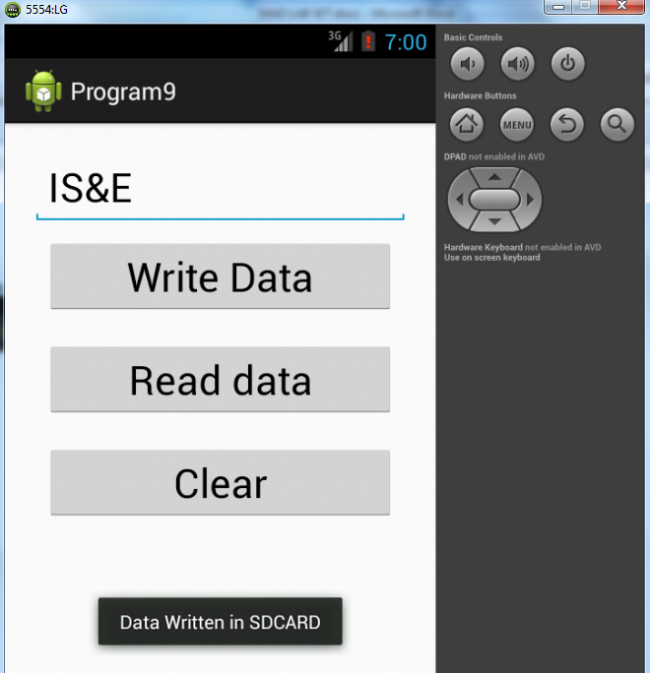 5554:LG
3G 7:00
Program9
IS&E
Write Data
Read data
Clear
Data Written in SDCARD
Basic Controls
Hardware Buttons
MENU
DPAD not enabled in AVD
Hardware Keyboard not enabled in AVD
Use on screen keyboard